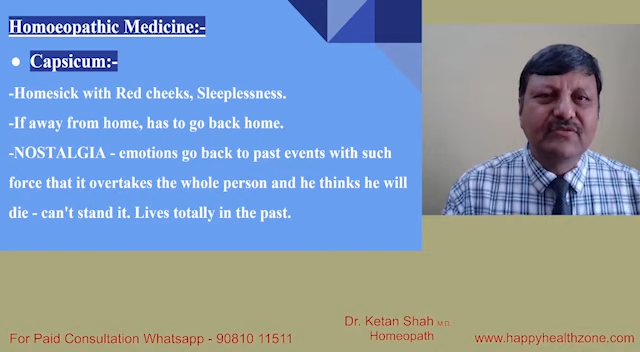 Homoeopathic Medicine:-
● Capsicum:-
-Homesick with Red cheeks, Sleeplessness.
-If away from home, has to go back home.
-NOSTALGIA - emotions go back to past events with such
force that it overtakes the whole person and he thinks he will
die - can't stand it. Lives totally in the past.
Dr. Ketan Shah M.D.
Homeopath
For Paid Consultation Whatsapp - 90810 11511
www.happyhealthzone.com